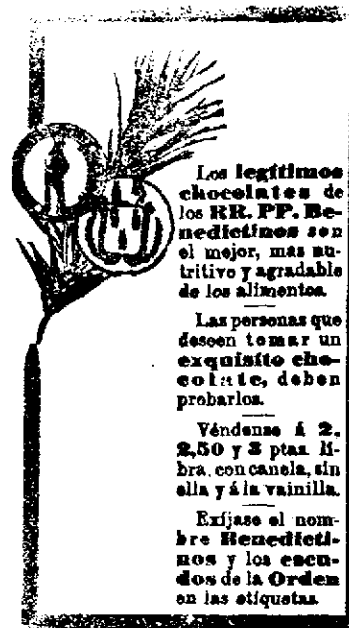 Los legítimos
chocolates de
los RR. PP. Be-
nedictinos son
el mejor, mas nu-
tritivo y agradable
de los alimentos.
Las personas que
deseen tomar un
exquisito cho-
colate, deben
probarlos.
Véndense á 2,
2,50 y 3 ptas. li-
bra, con canela, sin
ella y á la vainilla.
Exíjase el nom-
bre Benedicti-
nos y los escu-
dos de la Orden
en las etiquetas.